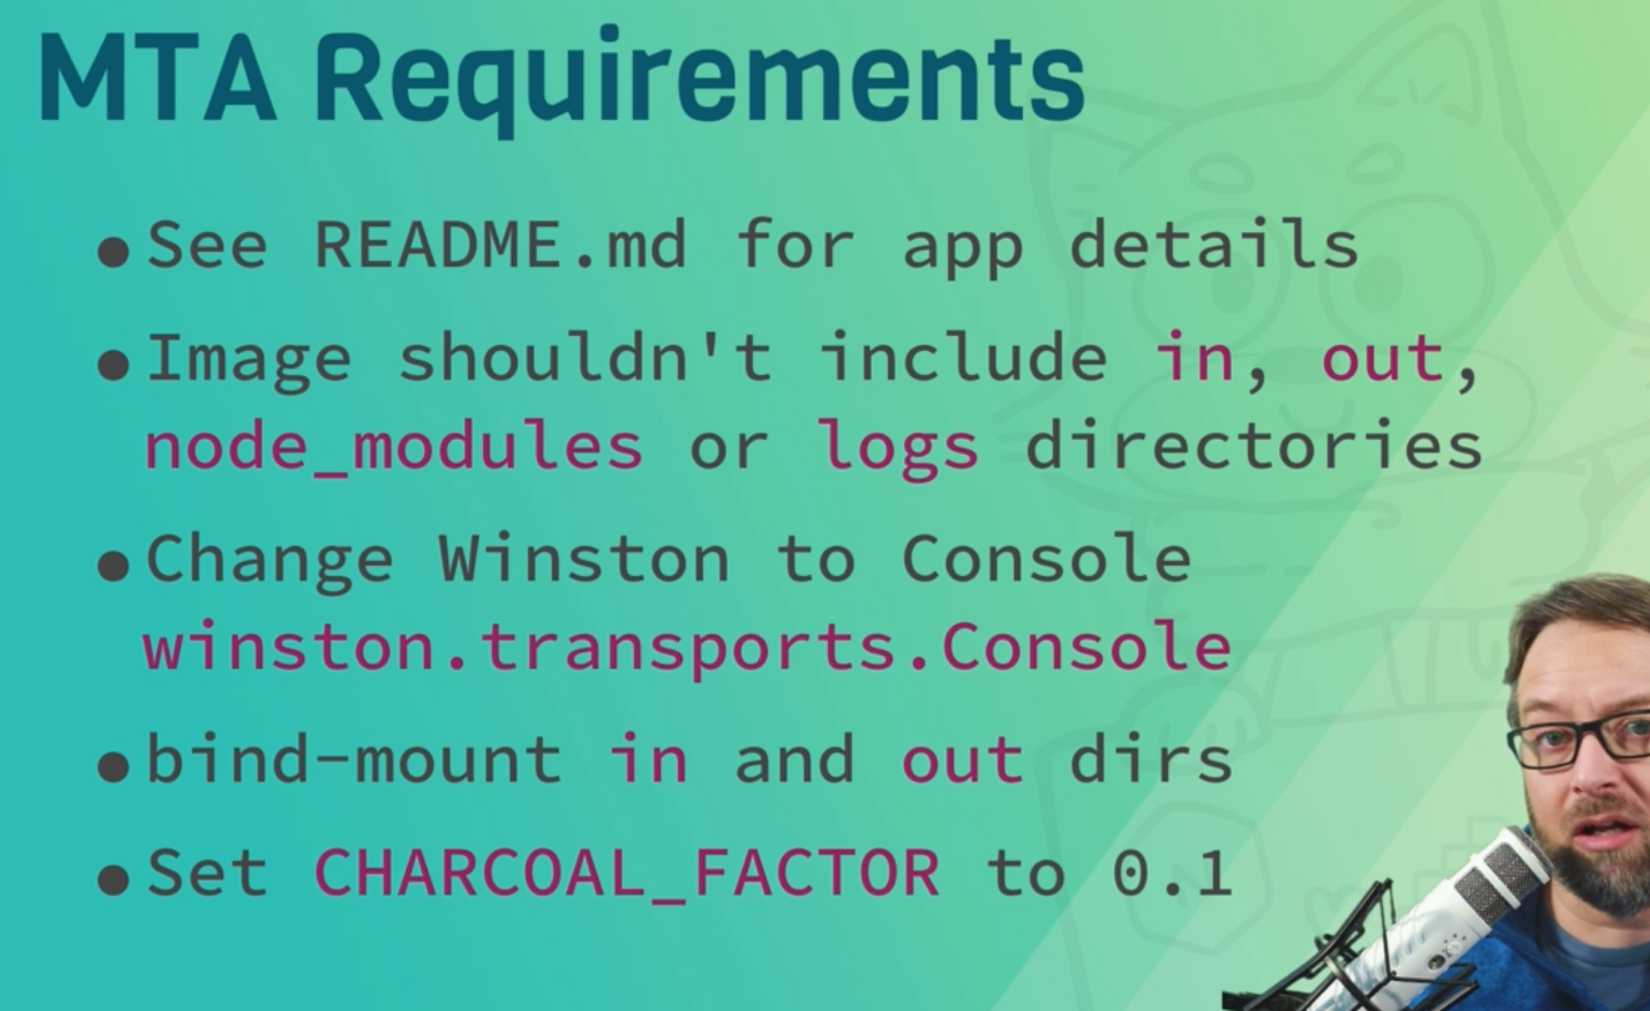 MTA Requirements
● See README.md for app details
● Image shouldn't include in, out,
node_modules or logs directories
● Change Winston to Console
winston.transports.Console
● bind-mount in and out dirs
● Set CHARCOAL_FACTOR to 0.1